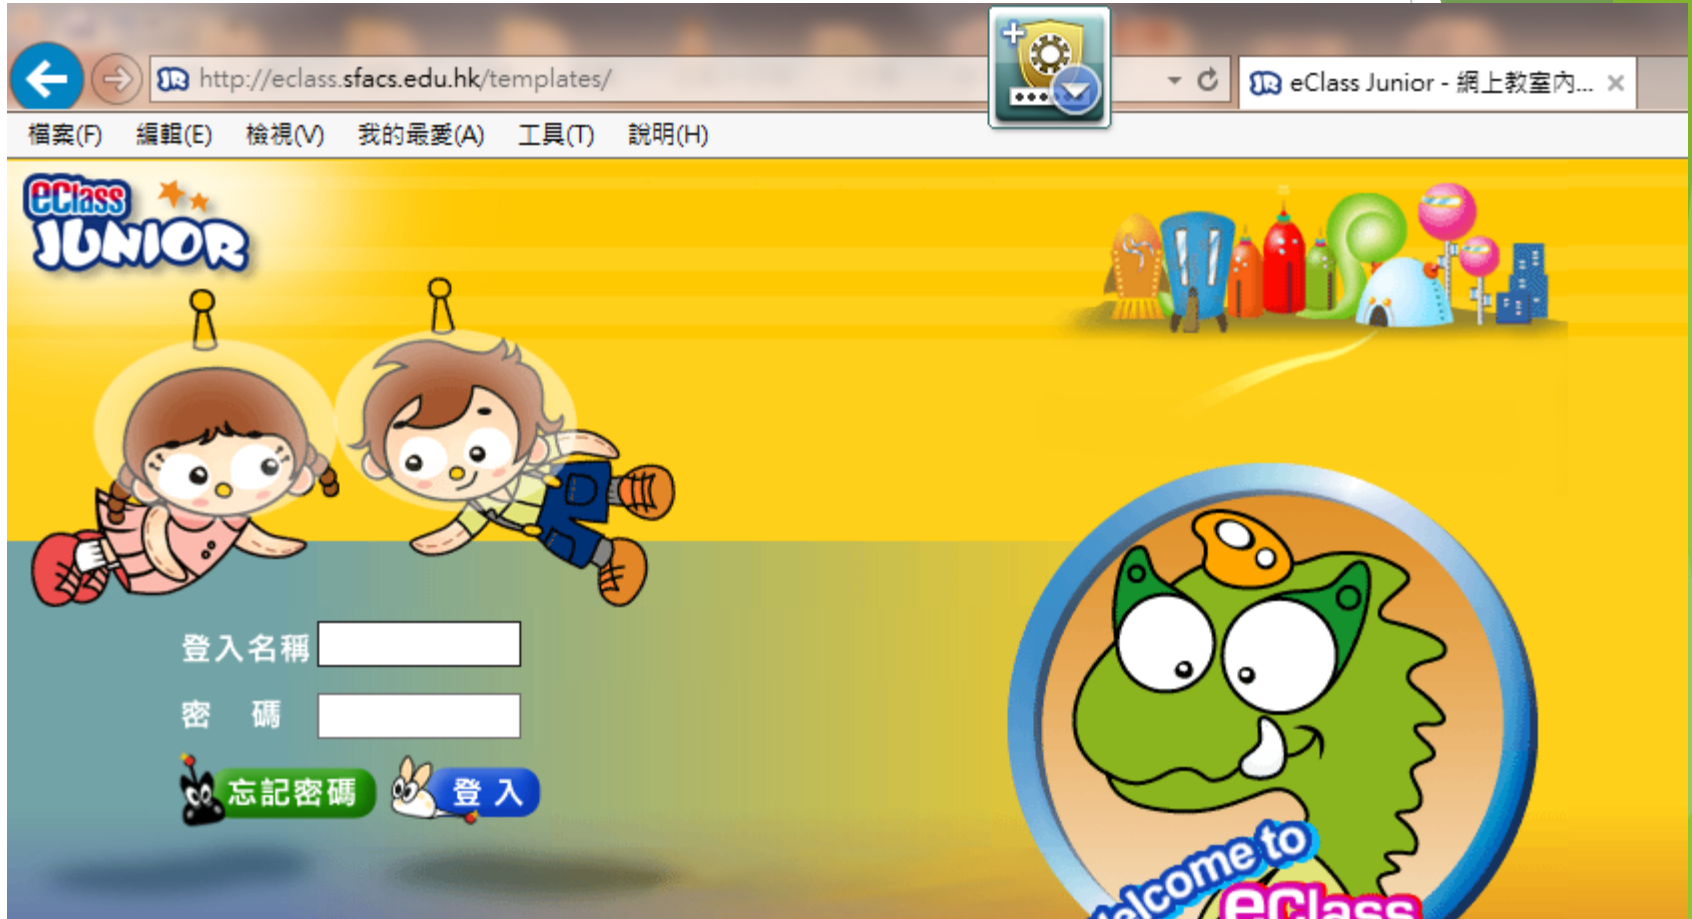 http://eclass.sfacs.edu.hk/templates/
eClass Junior - 網上教室內...
檔案(F) 編輯(E) 檢視(V) 我的最愛(A) 工具(T) 說明(H)
eClass
JUNIOR
登入名稱
密 碼
忘記密碼 登入
elcome to
eClass